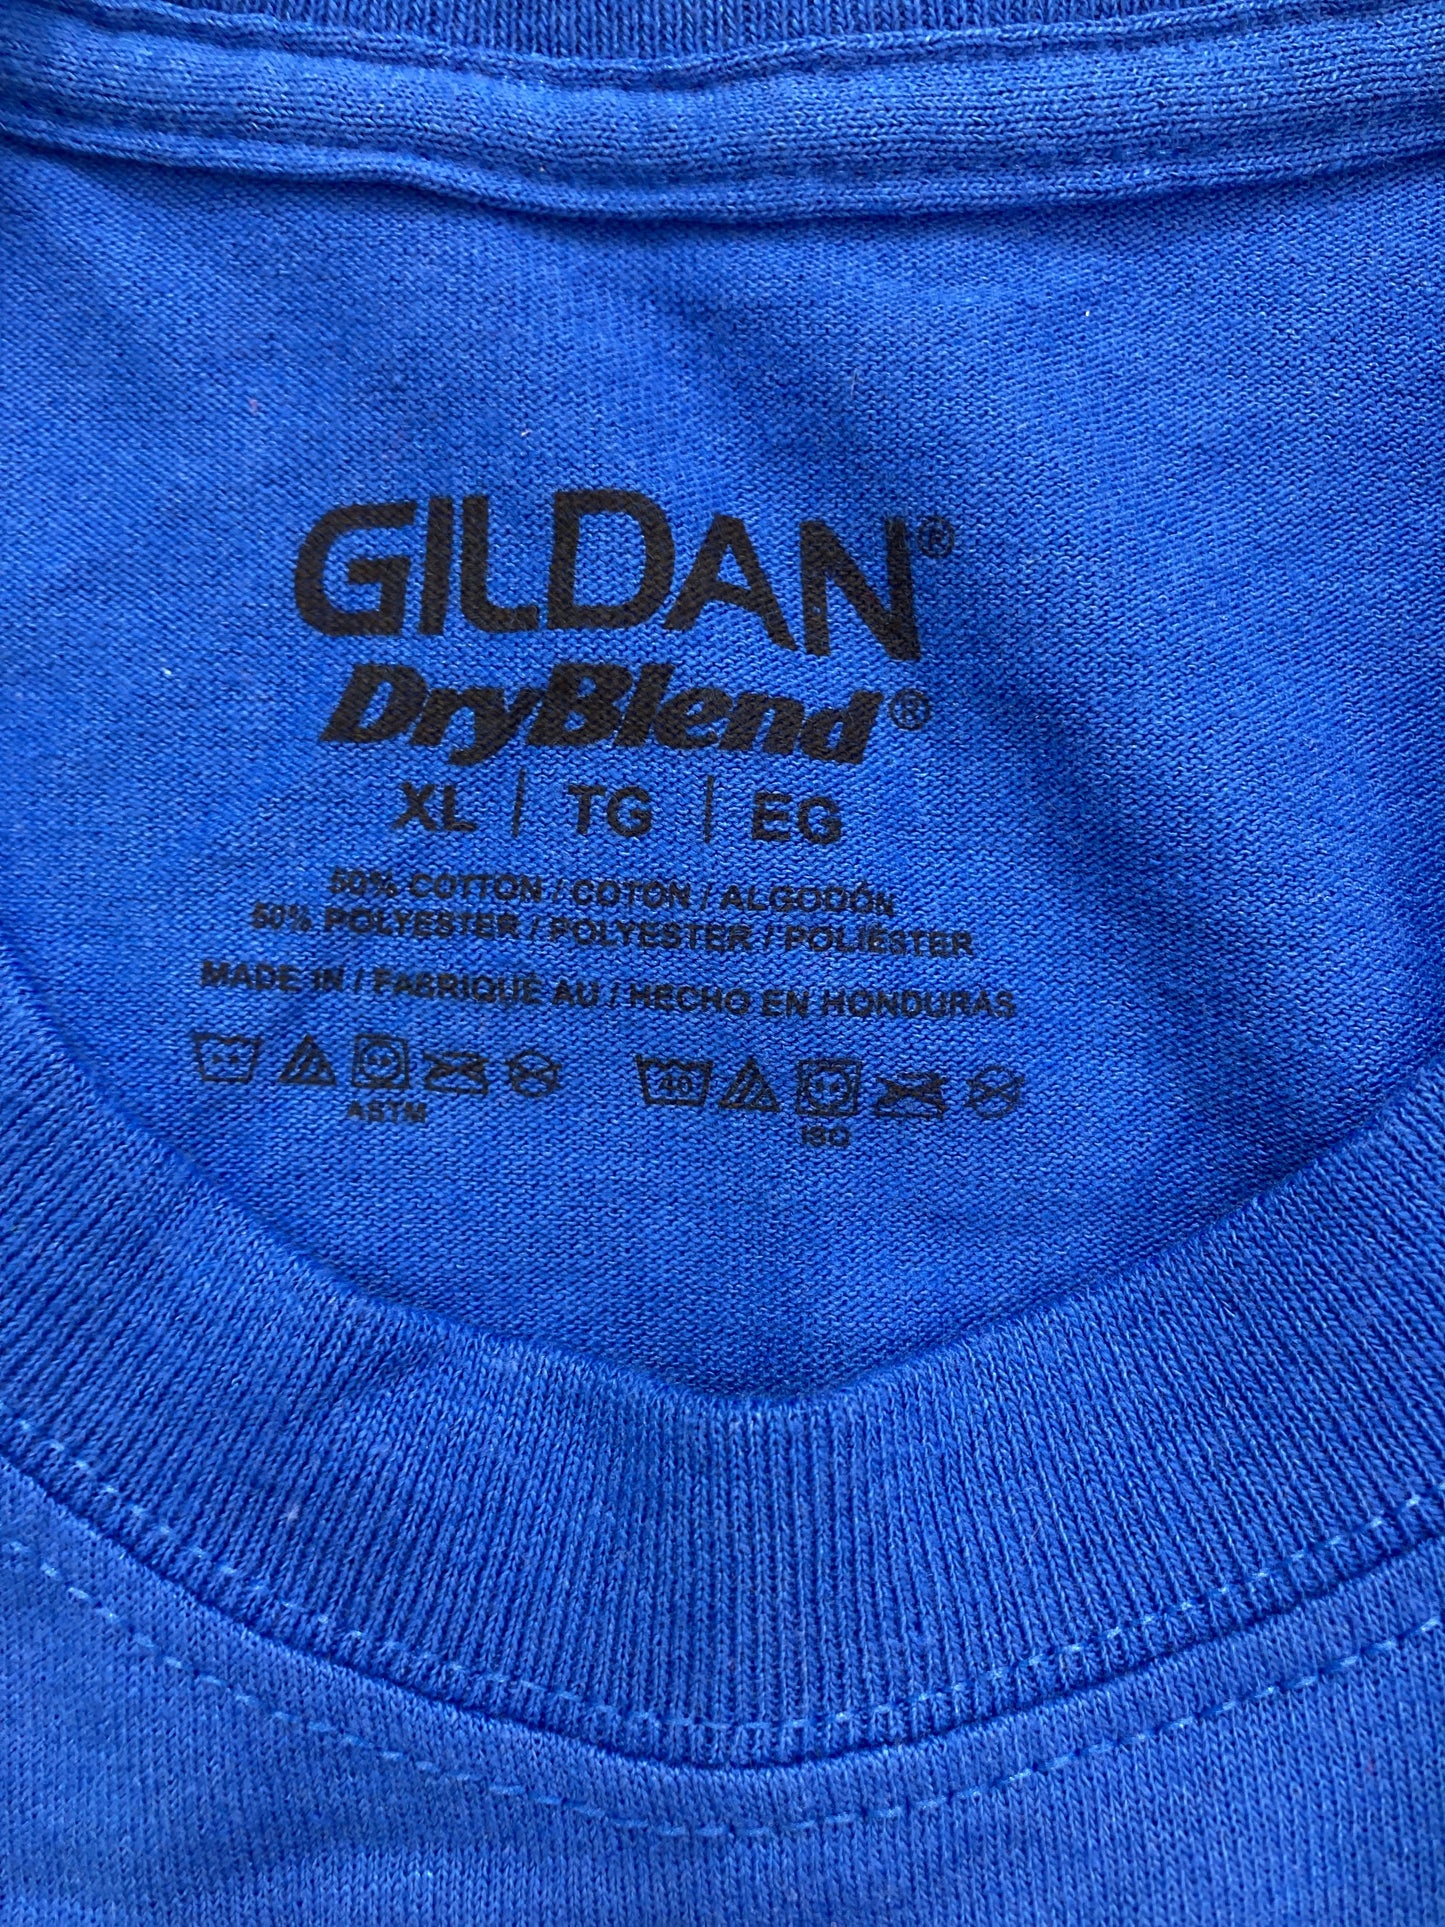 GILDAN®
DryBlend®
XL | TG | EG
50% COTTON / COTON / ALGODÓN
50% POLYESTER / POLYESTER / POLIÉSTER
MADE IN / FABRIQUÉ AU / HECHO EN HONDURAS
40
ASTM
ISO